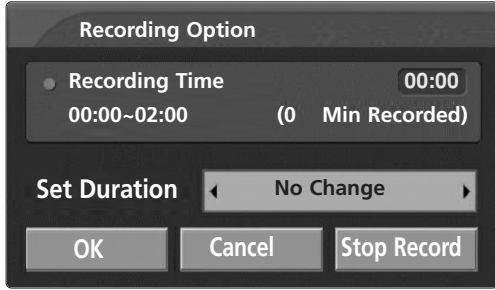 Recording Option
Recording Time 00:00
00:00~02:00 (0 Min Recorded)
Set Duration No Change
OK Cancel Stop Record